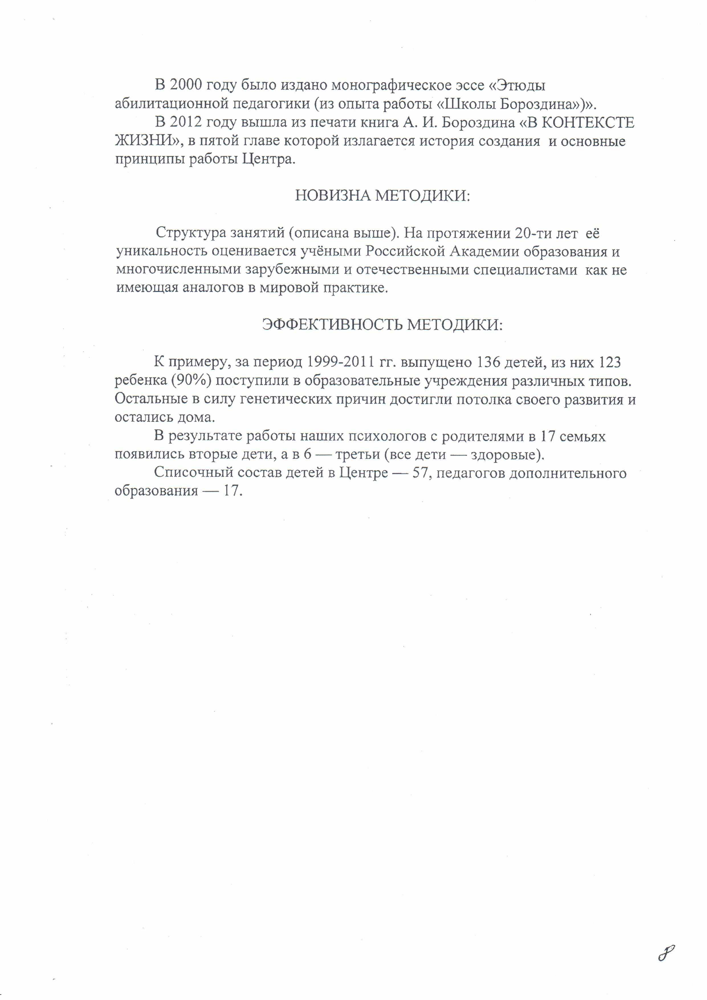 В 2000 году было издано монографическое эссе «Этюды
абилитационной педагогики (из опыта работы «Школы Бороздина»)».
В 2012 году вышла из печати книга А. И. Бороздина «В КОНТЕКСТЕ
ЖИЗНИ», в пятой главе которой излагается история создания и основные
принципы работы Центра.
НОВИЗНА МЕТОДИКИ:
Структура занятий (описана выше). На протяжении 20-ти лет её
уникальность оценивается учёными Российской Академии образования и
многочисленными зарубежными и отечественными специалистами как не
имеющая аналогов в мировой практике.
ЭФФЕКТИВНОСТЬ МЕТОДИКИ:
К примеру, за период 1999-2011 гг. выпущено 136 детей, из них 123
ребенка (90%) поступили в образовательные учреждения различных типов.
Остальные в силу генетических причин достигли потолка своего развития и
остались дома.
В результате работы наших психологов с родителями в 17 семьях
появились вторые дети, а в 6 — третьи (все дети — здоровые).
Списочный состав детей в Центре — 57, педагогов дополнительного
образования — 17.
8